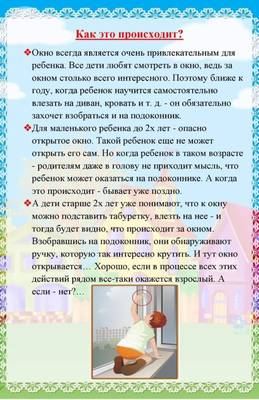 Как это происходит?
❖Окно всегда является очень привлекательным для
ребенка. Все дети любят смотреть в окно, ведь за
окном столько всего интересного. Поэтому ближе к
году, когда ребенок научится самостоятельно
влезать на диван, кровать и т. д. - он обязательно
захочет взобраться и на подоконник.
❖Для маленького ребенка до 2х лет - опасно
открытое окно. Такой ребенок еще не может
открыть его сам. Но когда ребенок в таком возрасте
- родителям даже в голову не приходит мысль, что
ребенок может оказаться на подоконнике. А когда
это происходит - бывает уже поздно.
❖А дети старше 2х лет уже понимают, что к окну
можно подставить табуретку, влезть на нее - и
тогда будет видно, что происходит за окном.
Взобравшись на подоконник, они обнаруживают
ручку, которую так интересно крутить. И тут окно
открывается… Хорошо, если в процессе всех этих
действий рядом все-таки окажется взрослый. А
если - нет?…